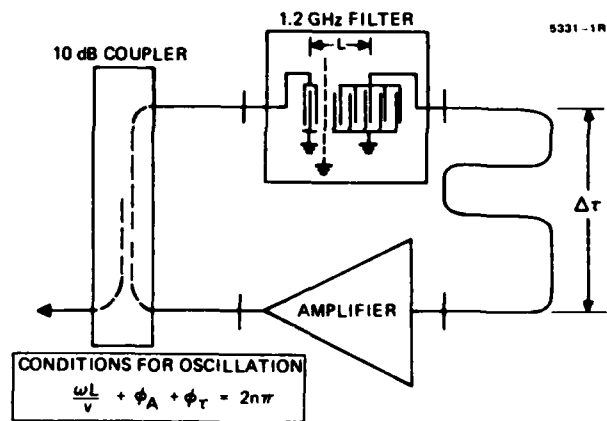 1.2 GHz FILTER
5331-1R
10 dB COUPLER
L
Δτ
AMPLIFIER
CONDITIONS FOR OSCILLATION
ωL/v + ϕA + ϕτ = 2nπ